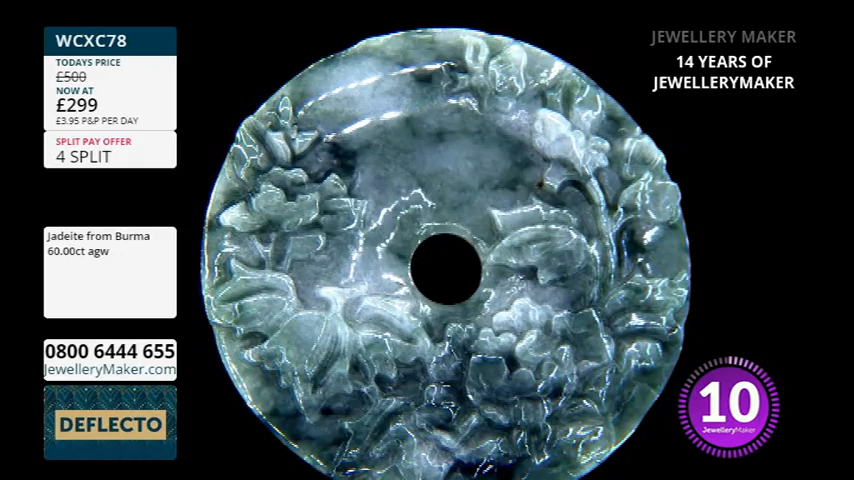 WCXC78
TODAYS PRICE
£500
NOW AT
£299
£3.95 P&P PER DAY
SPLIT PAY OFFER
4 SPLIT
Jadeite from Burma
60.00ct agw
0800 6444 655
JewelleryMaker.com
DEFLECTO
JEWELLERY MAKER
14 YEARS OF
JEWELLERYMAKER
10
JewelleryMaker